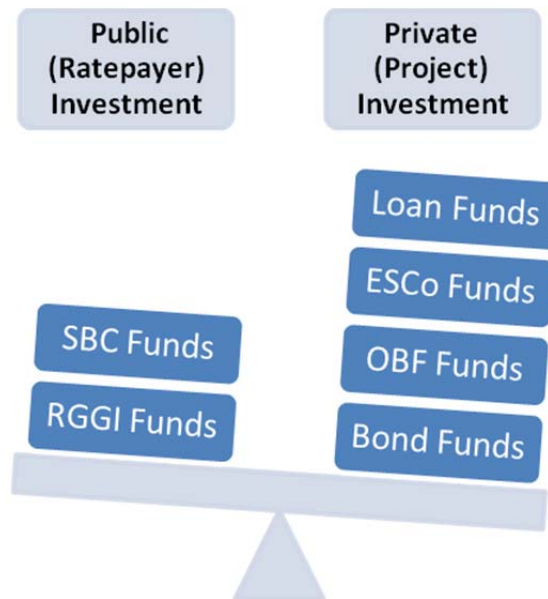 Public
(Ratepayer)
Investment
Private
(Project)
Investment
SBC Funds
RGGI Funds
Loan Funds
ESCo Funds
OBF Funds
Bond Funds